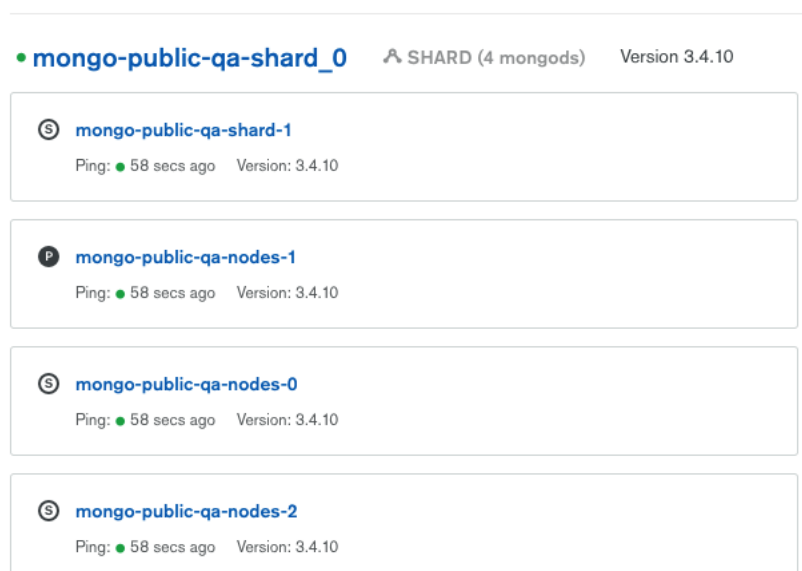 mongo-public-qa-shard_0 SHARD (4 mongods) Version 3.4.10
S mongo-public-qa-shard-1
Ping: 58 secs ago Version: 3.4.10
P mongo-public-qa-nodes-1
Ping: 58 secs ago Version: 3.4.10
S mongo-public-qa-nodes-0
Ping: 58 secs ago Version: 3.4.10
S mongo-public-qa-nodes-2
Ping: 58 secs ago Version: 3.4.10